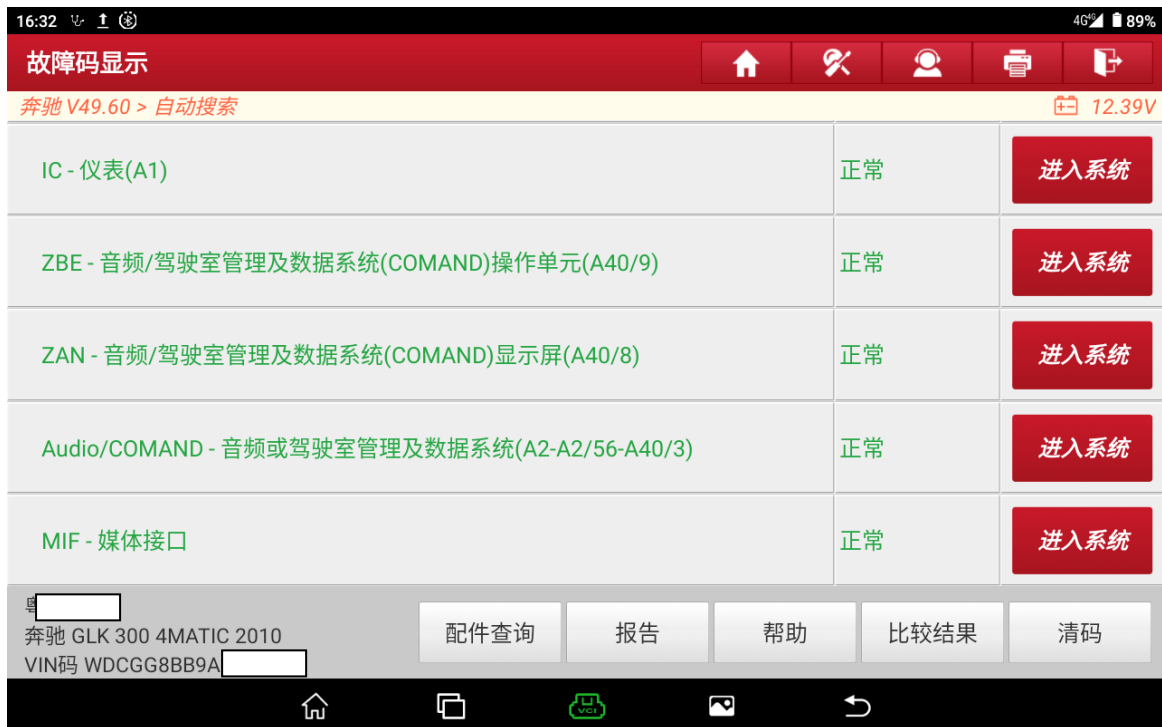 16:32 4G 4G 89%
故障码显示
奔驰 V49.60 > 自动搜索 12.39V
IC - 仪表(A1) 正常 进入系统
ZBE - 音频/驾驶室管理及数据系统(COMAND)操作单元(A40/9) 正常 进入系统
ZAN - 音频/驾驶室管理及数据系统(COMAND)显示屏(A40/8) 正常 进入系统
Audio/COMAND - 音频或驾驶室管理及数据系统(A2-A2/56-A40/3) 正常 进入系统
MIF - 媒体接口 正常 进入系统
粤
奔驰 GLK 300 4MATIC 2010
VIN码 WDCGG8BB9A
配件查询 报告 帮助 比较结果 清码
VCI